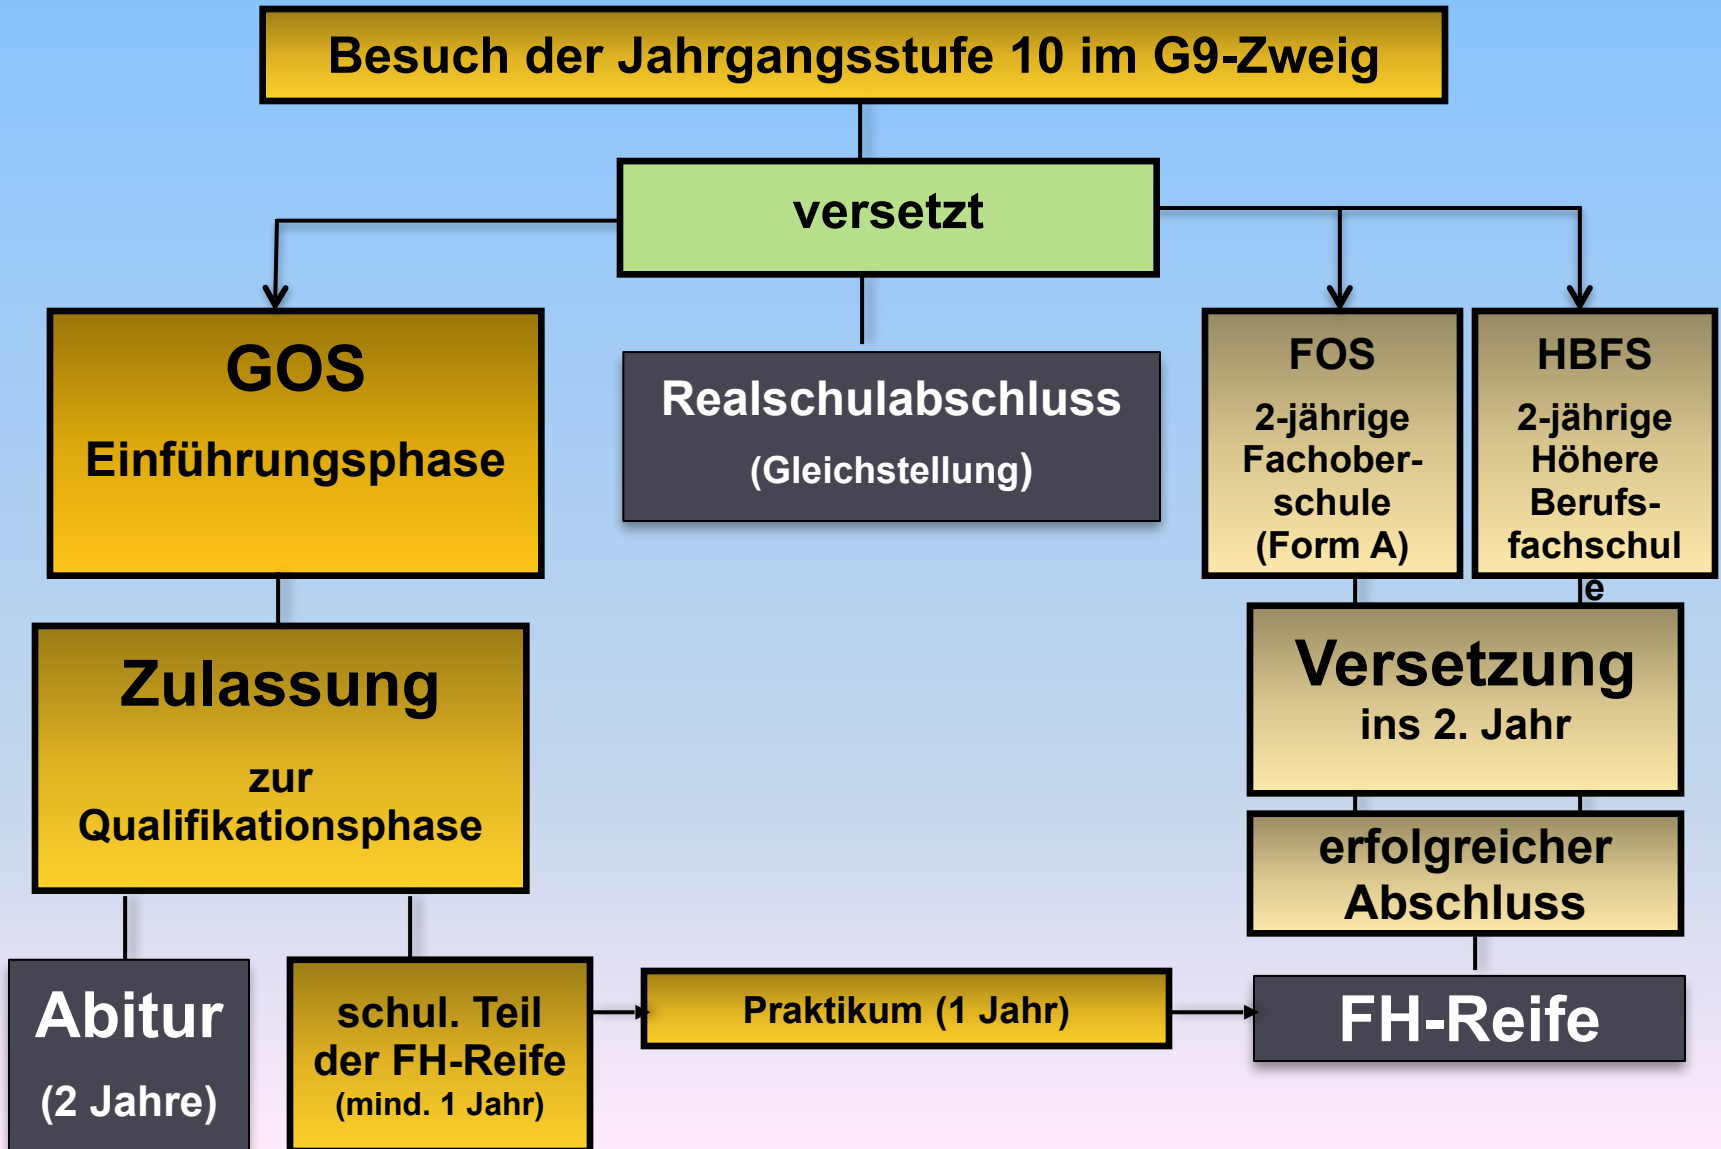 Besuch der Jahrgangsstufe 10 im G9-Zweig
versetzt
GOS
Einführungsphase
Realschulabschluss
(Gleichstellung)
FOS
2-jährige
Fachober-
schule
(Form A)
HBFS
2-jährige
Höhere
Berufs-
fachschul
e
Zulassung
zur
Qualifikationsphase
Versetzung
ins 2. Jahr
erfolgreicher
Abschluss
Abitur
(2 Jahre)
schul. Teil
der FH-Reife
(mind. 1 Jahr)
Praktikum (1 Jahr)
FH-Reife